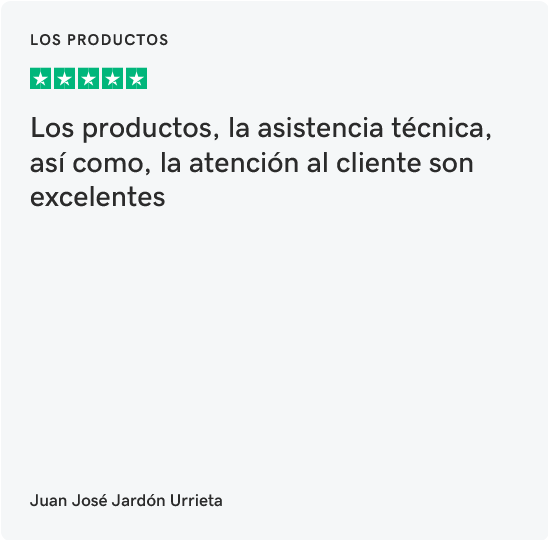 LOS PRODUCTOS
Los productos, la asistencia técnica,
así como, la atención al cliente son
excelentes
Juan José Jardón Urrieta